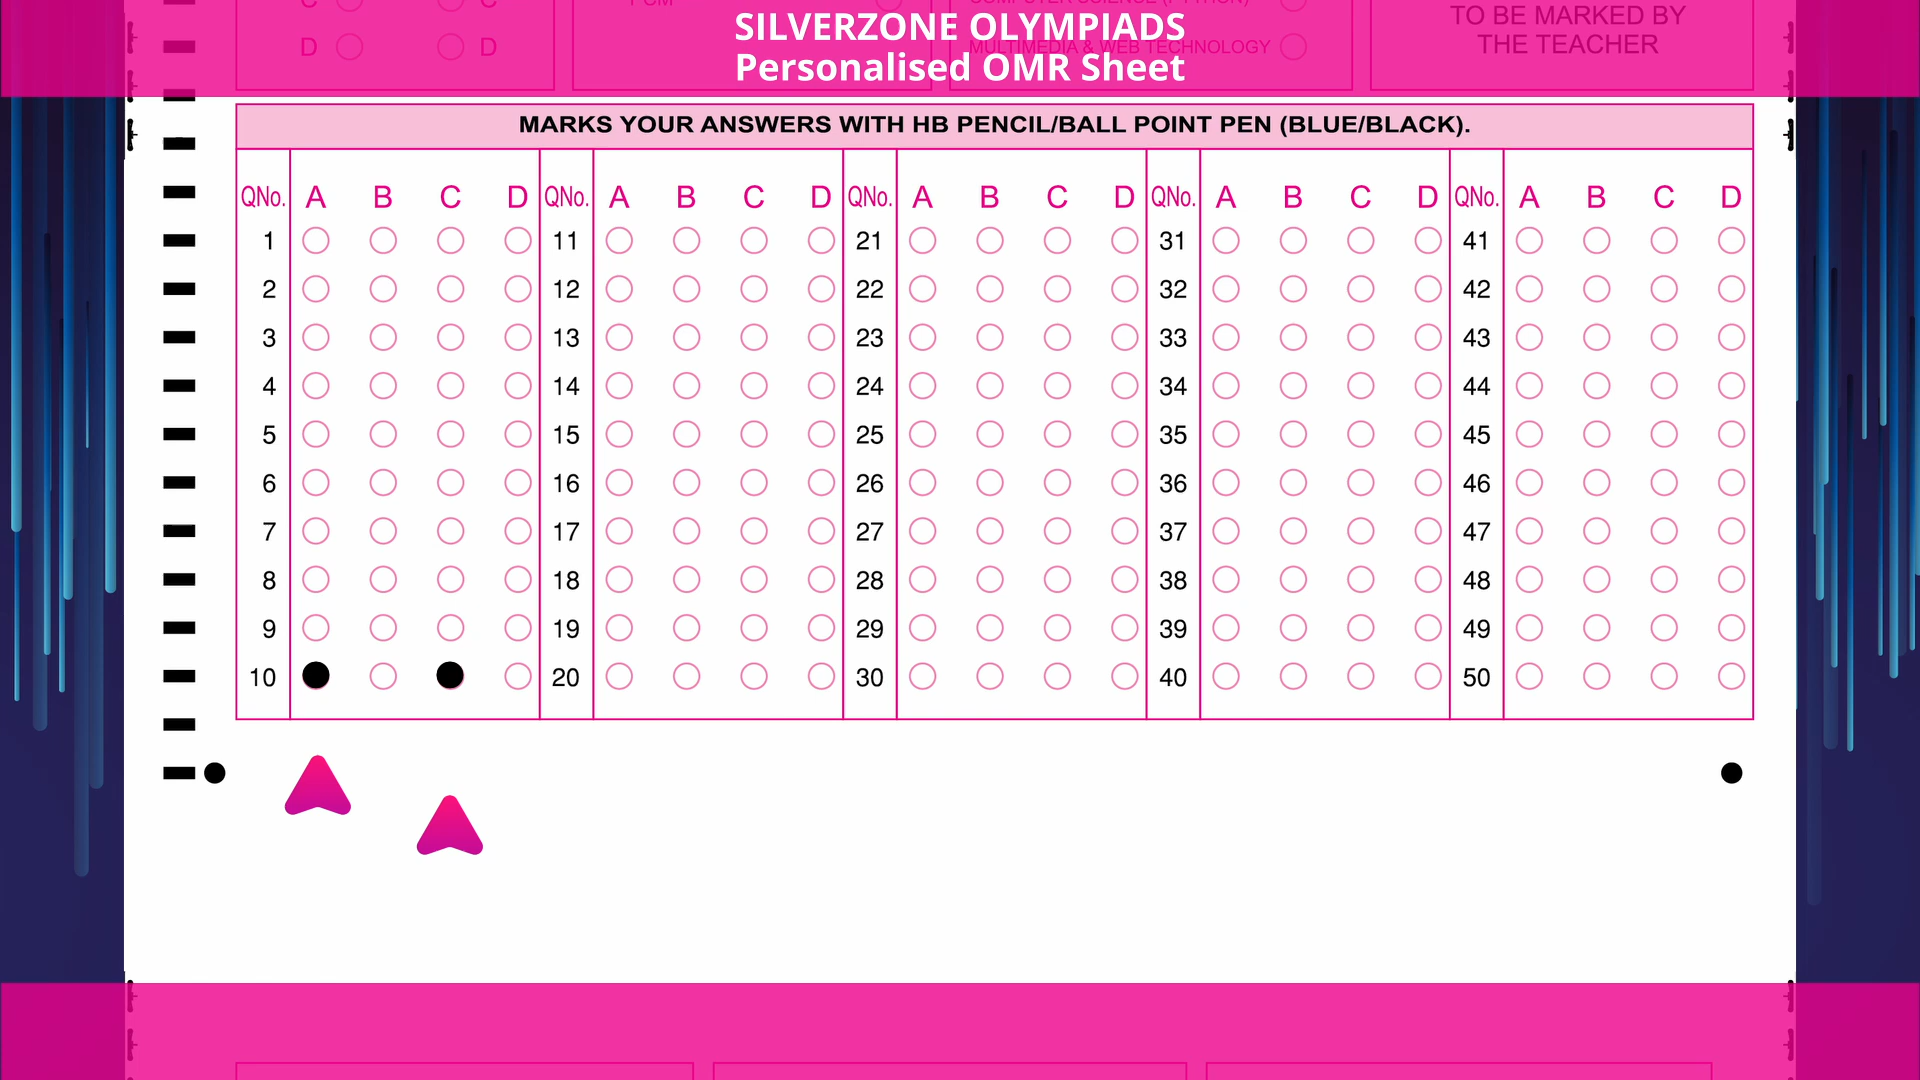 C C PCM COMPUTER SCIENCE (PYTHON)
D D MULTIMEDIA & WEB TECHNOLOGY
TO BE MARKED BY
THE TEACHER
SILVERZONE OLYMPIADS
Personalised OMR Sheet
MARKS YOUR ANSWERS WITH HB PENCIL/BALL POINT PEN (BLUE/BLACK).
QNo. A B C D QNo. A B C D QNo. A B C D QNo. A B C D QNo. A B C D
1 11 21 31 41
2 12 22 32 42
3 13 23 33 43
4 14 24 34 44
5 15 25 35 45
6 16 26 36 46
7 17 27 37 47
8 18 28 38 48
9 19 29 39 49
10 20 30 40 50